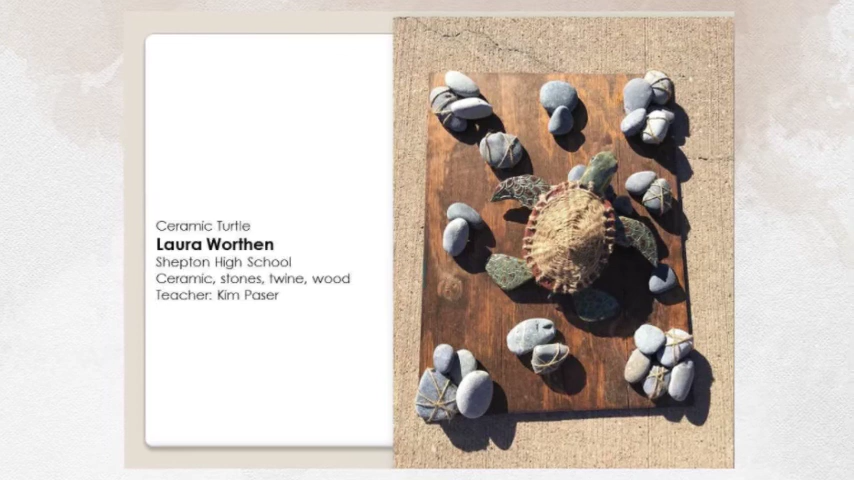 Ceramic Turtle
Laura Worthen
Shepton High School
Ceramic, stones, twine, wood
Teacher: Kim Paser